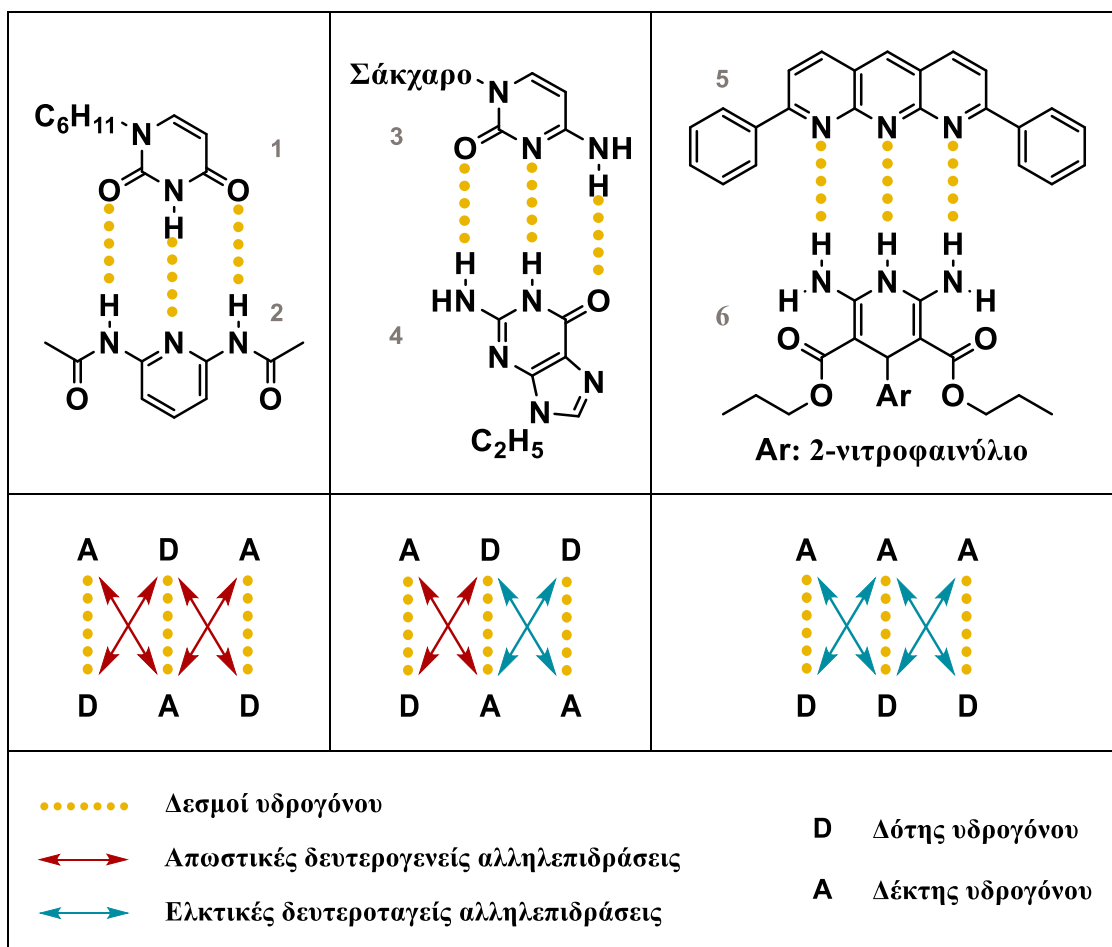 C6H11
N
1
O
N
H
O
H
N
H
N
N
H
2
O
O
Σάκχαρο
N
3
O
N
NH
H
H
HN
H
N
O
4
N
N
N
C2H5
5
N
N
N
H
H
H
N
H
N
N
H
6
O
O
O
Ar
O
Ar: 2-νιτροφαινύλιο
A D A
D A D
A D D
D A A
A A A
D D D
Δεσμοί υδρογόνου
Απωστικές δευτερογενείς αλληλεπιδράσεις
Ελκτικές δευτεροταγείς αλληλεπιδράσεις
D Δότης υδρογόνου
A Δέκτης υδρογόνου